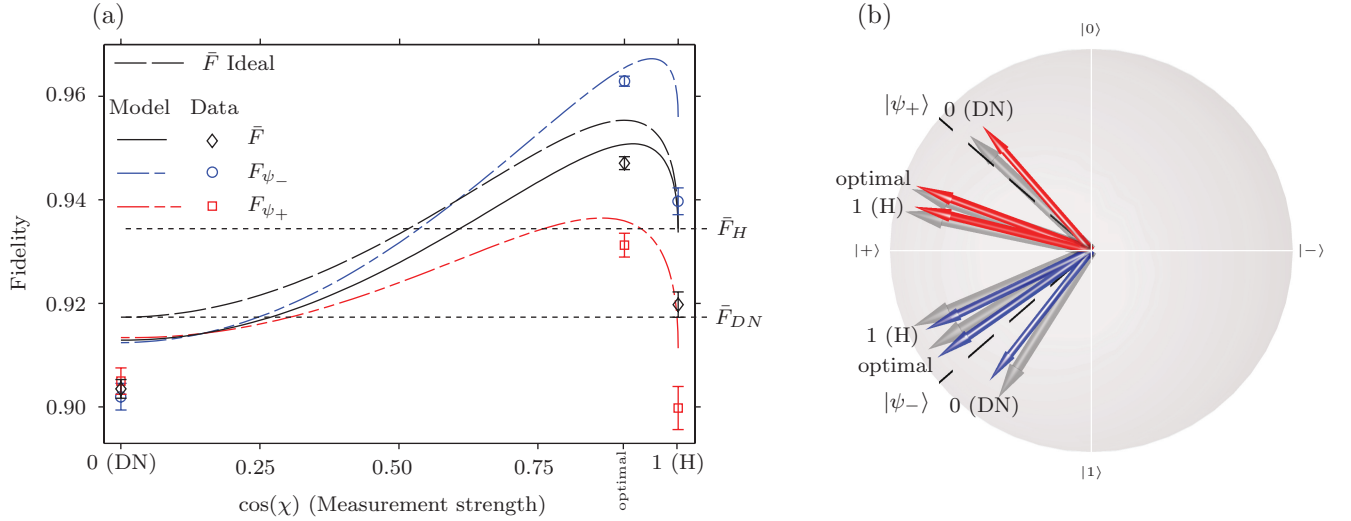 (a)
F̄ Ideal
Model Data
F̄
F_ψ₋
F_ψ₊
Fidelity
0.96
0.94
0.92
0.90
F̄_H
F̄_DN
0 (DN)
0.25
0.50
0.75
optimal
1 (H)
cos(χ) (Measurement strength)
(b)
|0⟩
|ψ₊⟩
0 (DN)
optimal
1 (H)
|+⟩
|−⟩
1 (H)
optimal
|ψ₋⟩
0 (DN)
|1⟩